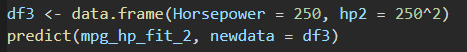 df3 <- data.frame(Horsepower = 250, hp2 = 250^2)
predict(mpg_hp_fit_2, newdata = df3)